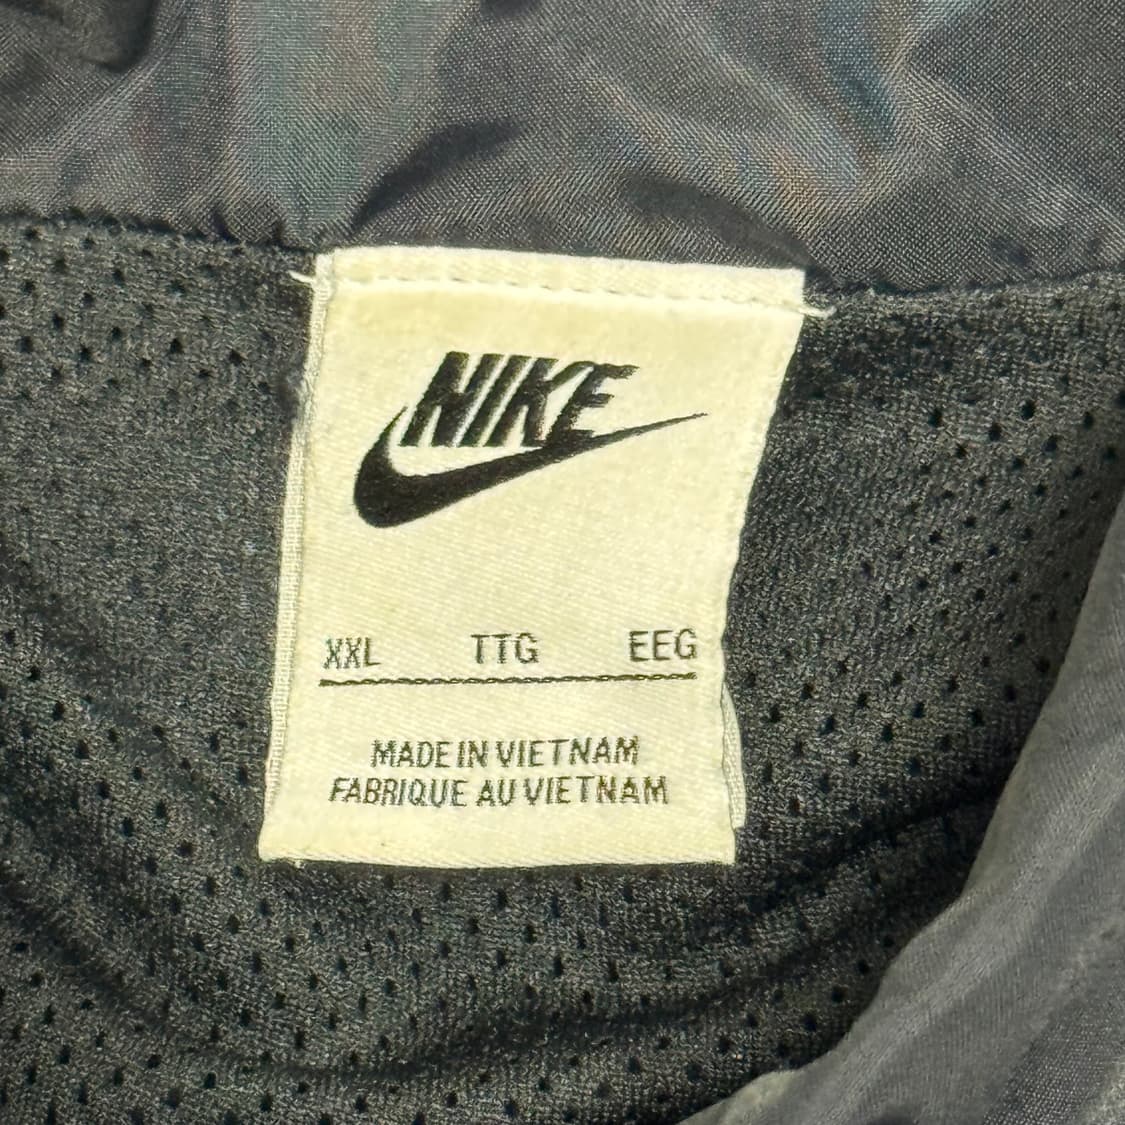 NIKE
XXL TTG EEG
MADE IN VIETNAM
FABRIQUE AU VIETNAM